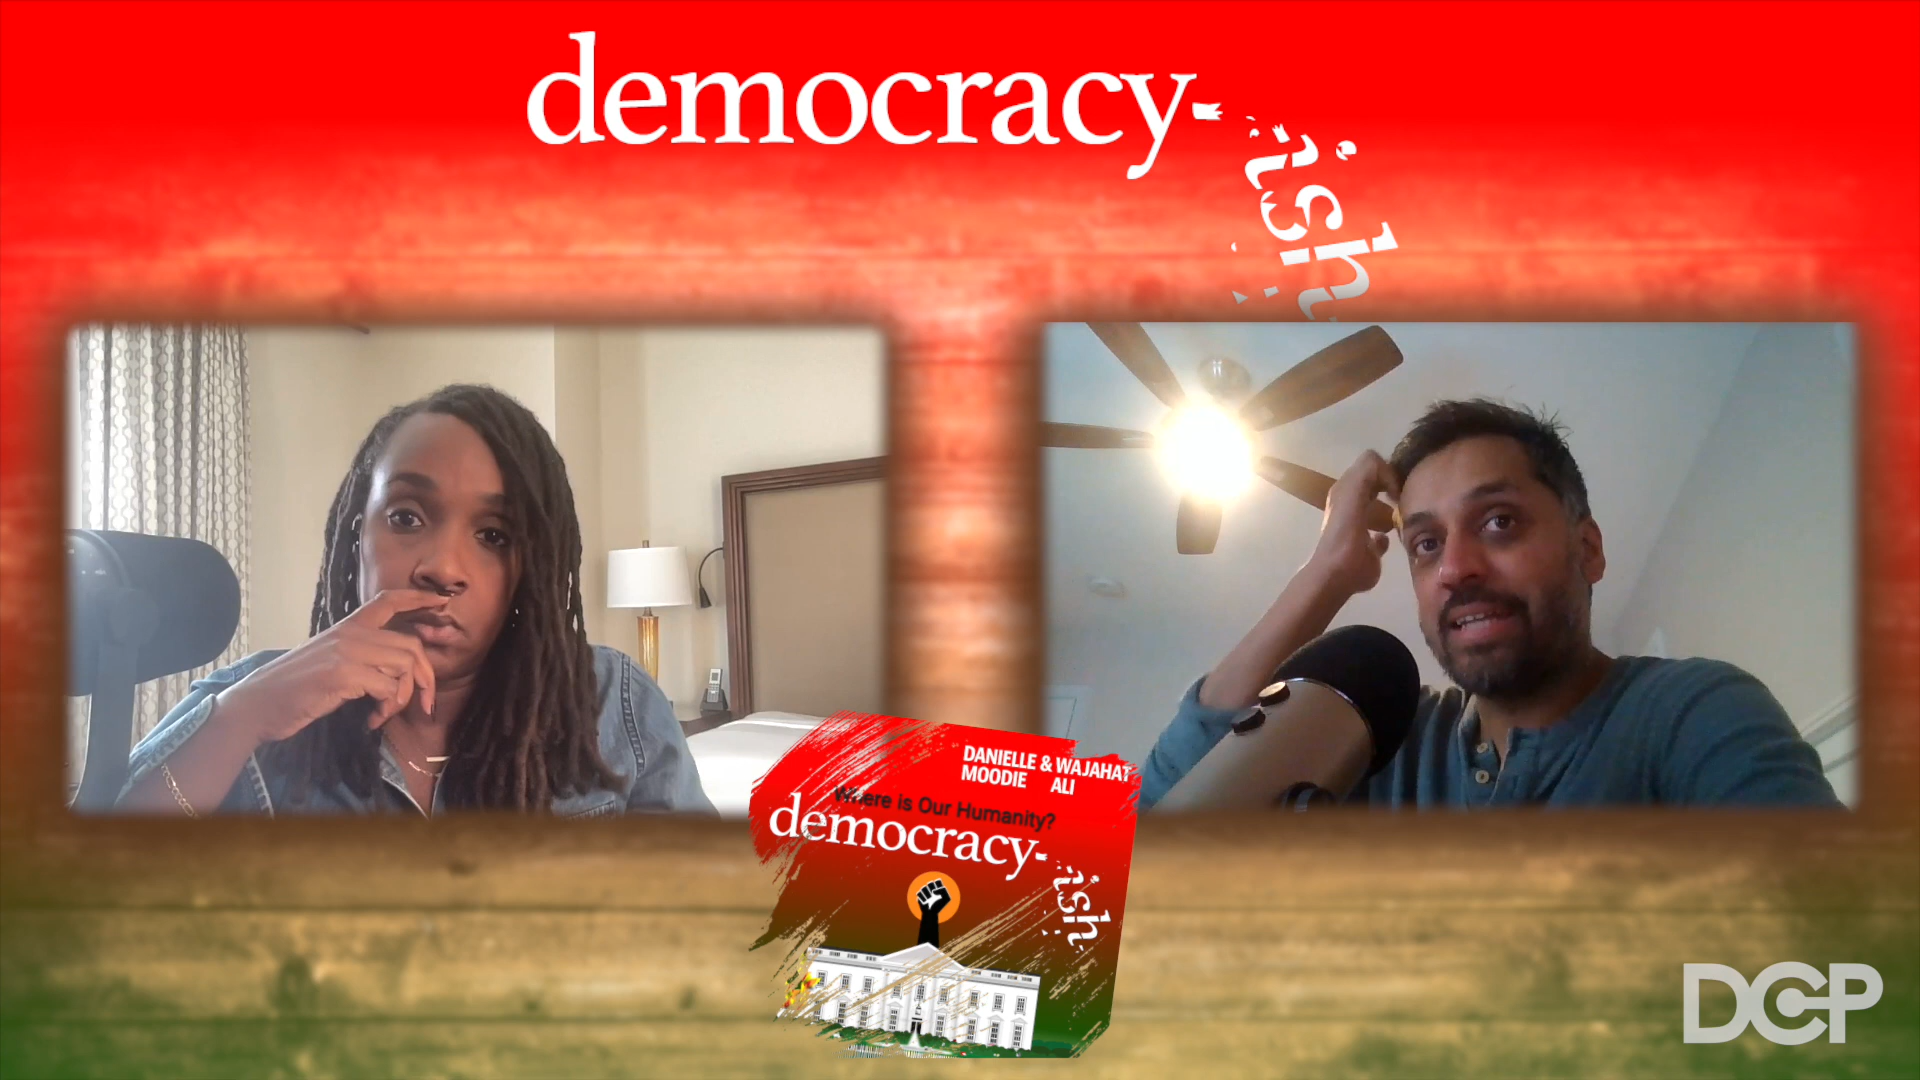 democracy-
ish
DANIELLE & WAJAHAT
MOODIE ALI
Where is Our Humanity?
democracy-
ish
DCP